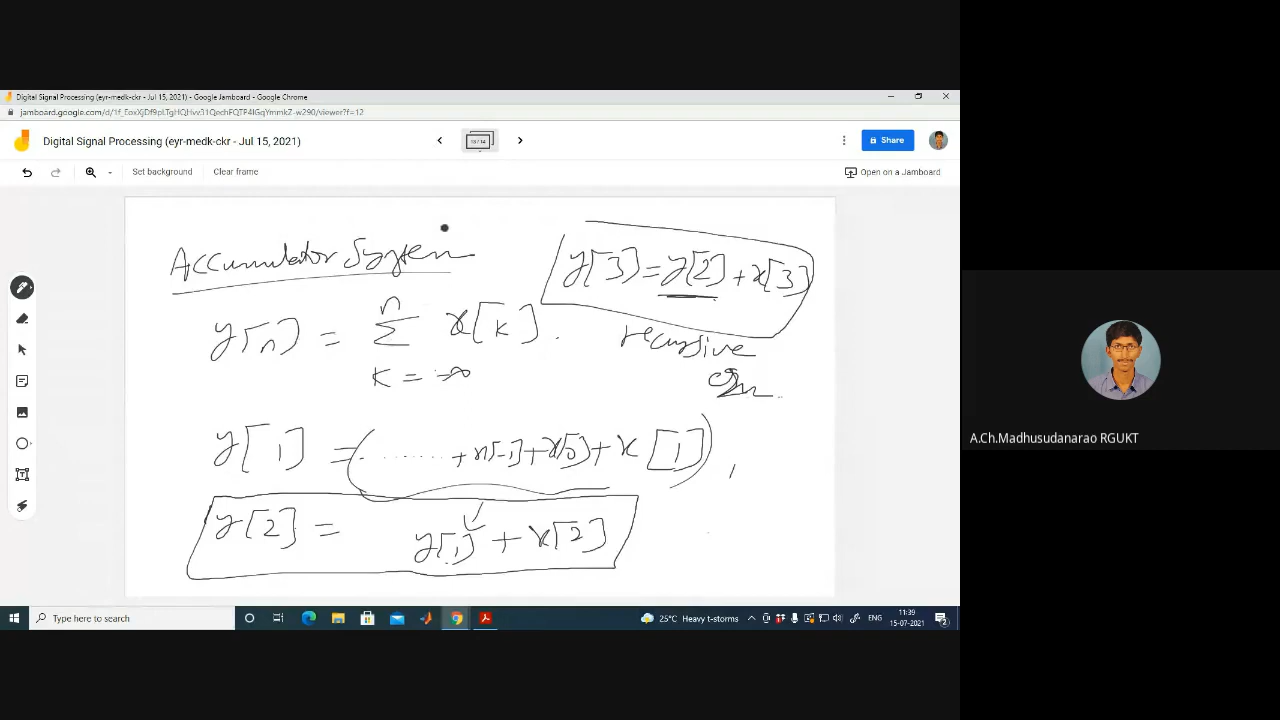 Digital Signal Processing (eyr-medk-ckr - Jul 15, 2021) - Google Jamboard - Google Chrome
Digital Signal Processing (eyr-medk-ckr - Jul 15, 2021)
13 / 14
Share
Set background
Clear frame
Open on a Jamboard
Accumulator System
y[3] = y[2] + x[3]
y[n] = n Σ k = -∞ x[k].
recursive
y[1] = (........ + x[-1] + x[0] + x[1])
y[2] = y[1] + x[2]
A.Ch.Madhusudanarao RGUKT
Type here to search
25°C Heavy t-storms
ENG
11:39
15-07-2021
2